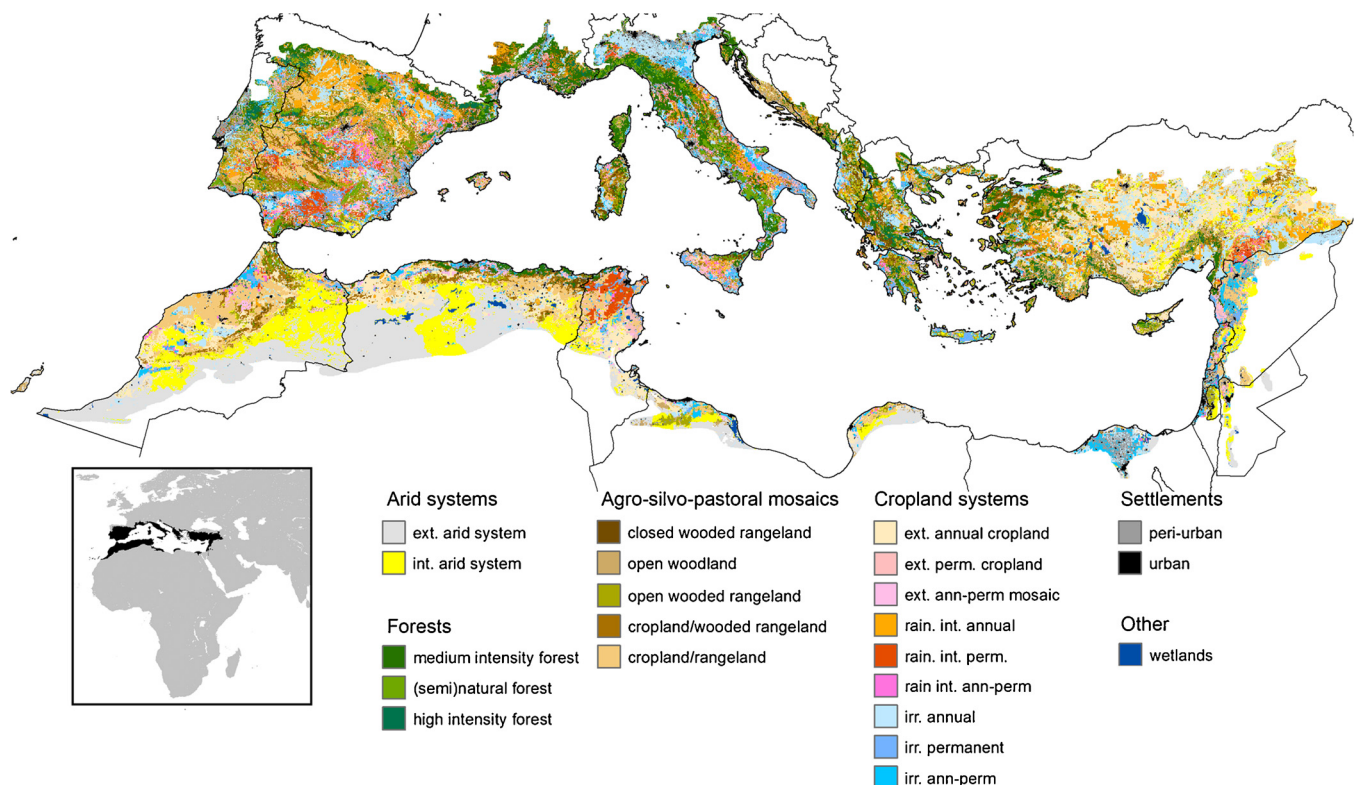 Arid systems
ext. arid system
int. arid system
Forests
medium intensity forest
(semi)natural forest
high intensity forest
Agro-silvo-pastoral mosaics
closed wooded rangeland
open woodland
open wooded rangeland
cropland/wooded rangeland
cropland/rangeland
Cropland systems
ext. annual cropland
ext. perm. cropland
ext. ann-perm mosaic
rain. int. annual
rain. int. perm.
rain int. ann-perm
irr. annual
irr. permanent
irr. ann-perm
Settlements
peri-urban
urban
Other
wetlands